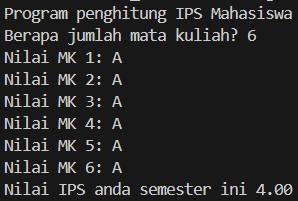 Program penghitung IPS Mahasiswa
Berapa jumlah mata kuliah? 6
Nilai MK 1: A
Nilai MK 2: A
Nilai MK 3: A
Nilai MK 4: A
Nilai MK 5: A
Nilai MK 6: A
Nilai IPS anda semester ini 4.00